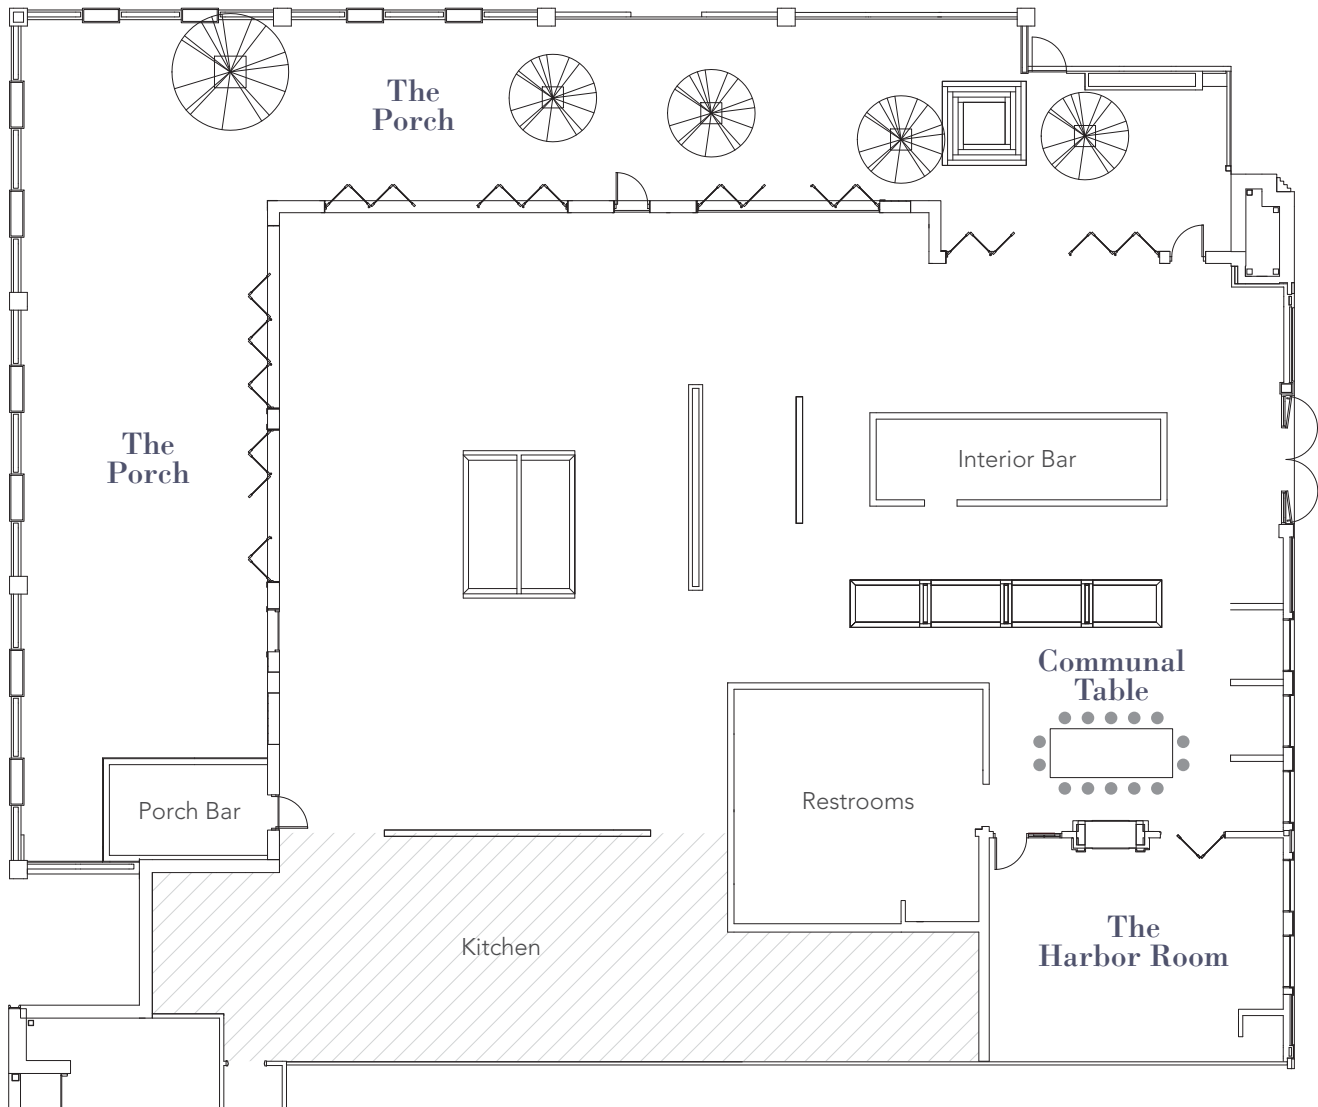 The
Porch
The
Porch
Interior Bar
Communal
Table
Restrooms
Porch Bar
The
Harbor Room
Kitchen